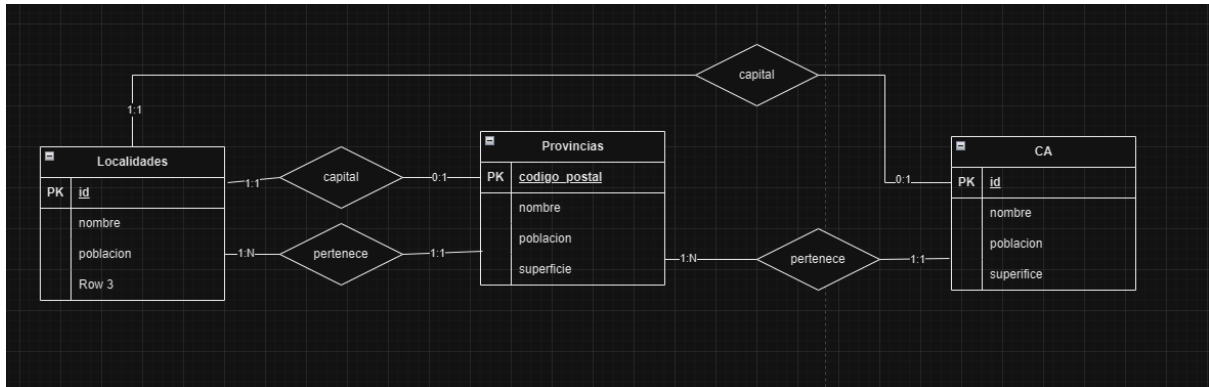 capital
1:1
0:1
Localidades
PK id
nombre
poblacion
Row 3
1:1
capital
0:1
1:N
pertenece
1:1
Provincias
PK codigo_postal
nombre
poblacion
superficie
1:N
pertenece
1:1
CA
PK id
nombre
poblacion
superifice